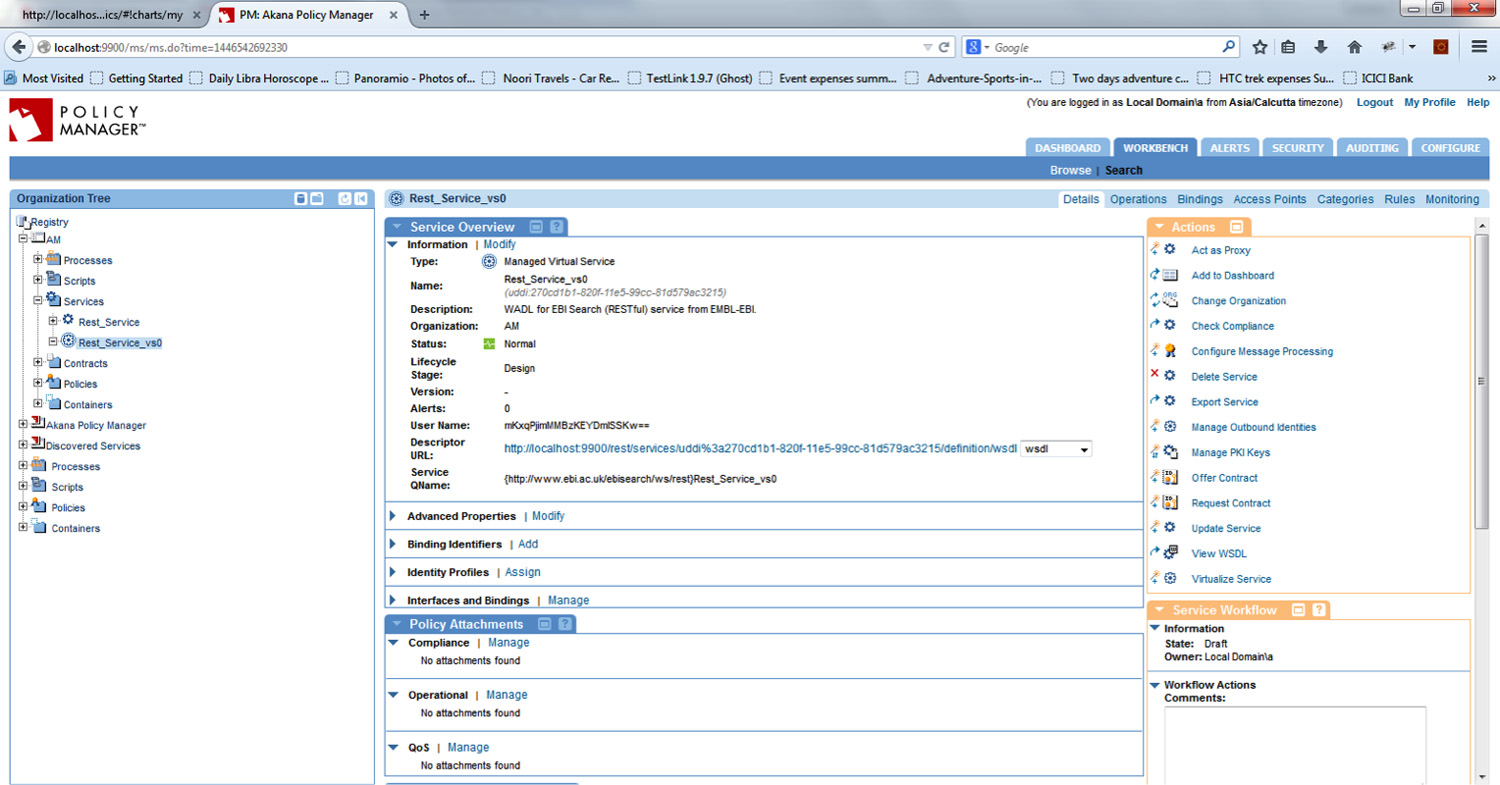 http://localhos...ics/#!charts/my
PM: Akana Policy Manager
localhost:9900/ms/ms.do?time=1446542692330
Google
Most Visited
Getting Started
Daily Libra Horoscope ...
Panoramio - Photos of...
Noori Travels - Car Re...
TestLink 1.9.7 (Ghost)
Event expenses summ...
Adventure-Sports-in-...
Two days adventure c...
HTC trek expenses Su...
ICICI Bank
(You are logged in as Local Domain\a from Asia/Calcutta timezone) Logout My Profile Help
POLICY
MANAGER™
DASHBOARD WORKBENCH ALERTS SECURITY AUDITING CONFIGURE
Browse | Search
Organization Tree
Registry
AM
Processes
Scripts
Services
Rest_Service
Rest_Service_vs0
Contracts
Policies
Containers
Akana Policy Manager
Discovered Services
Processes
Scripts
Policies
Containers
Rest_Service_vs0
Details Operations Bindings Access Points Categories Rules Monitoring
Service Overview
Information | Modify
Type: Managed Virtual Service
Name: Rest_Service_vs0
(uddi:270cd1b1-820f-11e5-99cc-81d579ac3215)
Description: WADL for EBI Search (RESTful) service from EMBL-EBI.
Organization: AM
Status: Normal
Lifecycle
Stage: Design
Version: -
Alerts: 0
User Name: mKxqPjimMMBzKEYDmlSSKw==
Descriptor
URL: http://localhost:9900/rest/services/uddi%3a270cd1b1-820f-11e5-99cc-81d579ac3215/definition/wsdl wsdl
Service
QName: {http://www.ebi.ac.uk/ebisearch/ws/rest}Rest_Service_vs0
Advanced Properties | Modify
Binding Identifiers | Add
Identity Profiles | Assign
Interfaces and Bindings | Manage
Policy Attachments
Compliance | Manage
No attachments found
Operational | Manage
No attachments found
QoS | Manage
No attachments found
Actions
Act as Proxy
Add to Dashboard
Change Organization
Check Compliance
Configure Message Processing
Delete Service
Export Service
Manage Outbound Identities
Manage PKI Keys
Offer Contract
Request Contract
Update Service
View WSDL
Virtualize Service
Service Workflow
Information
State: Draft
Owner: Local Domain\a
Workflow Actions
Comments: